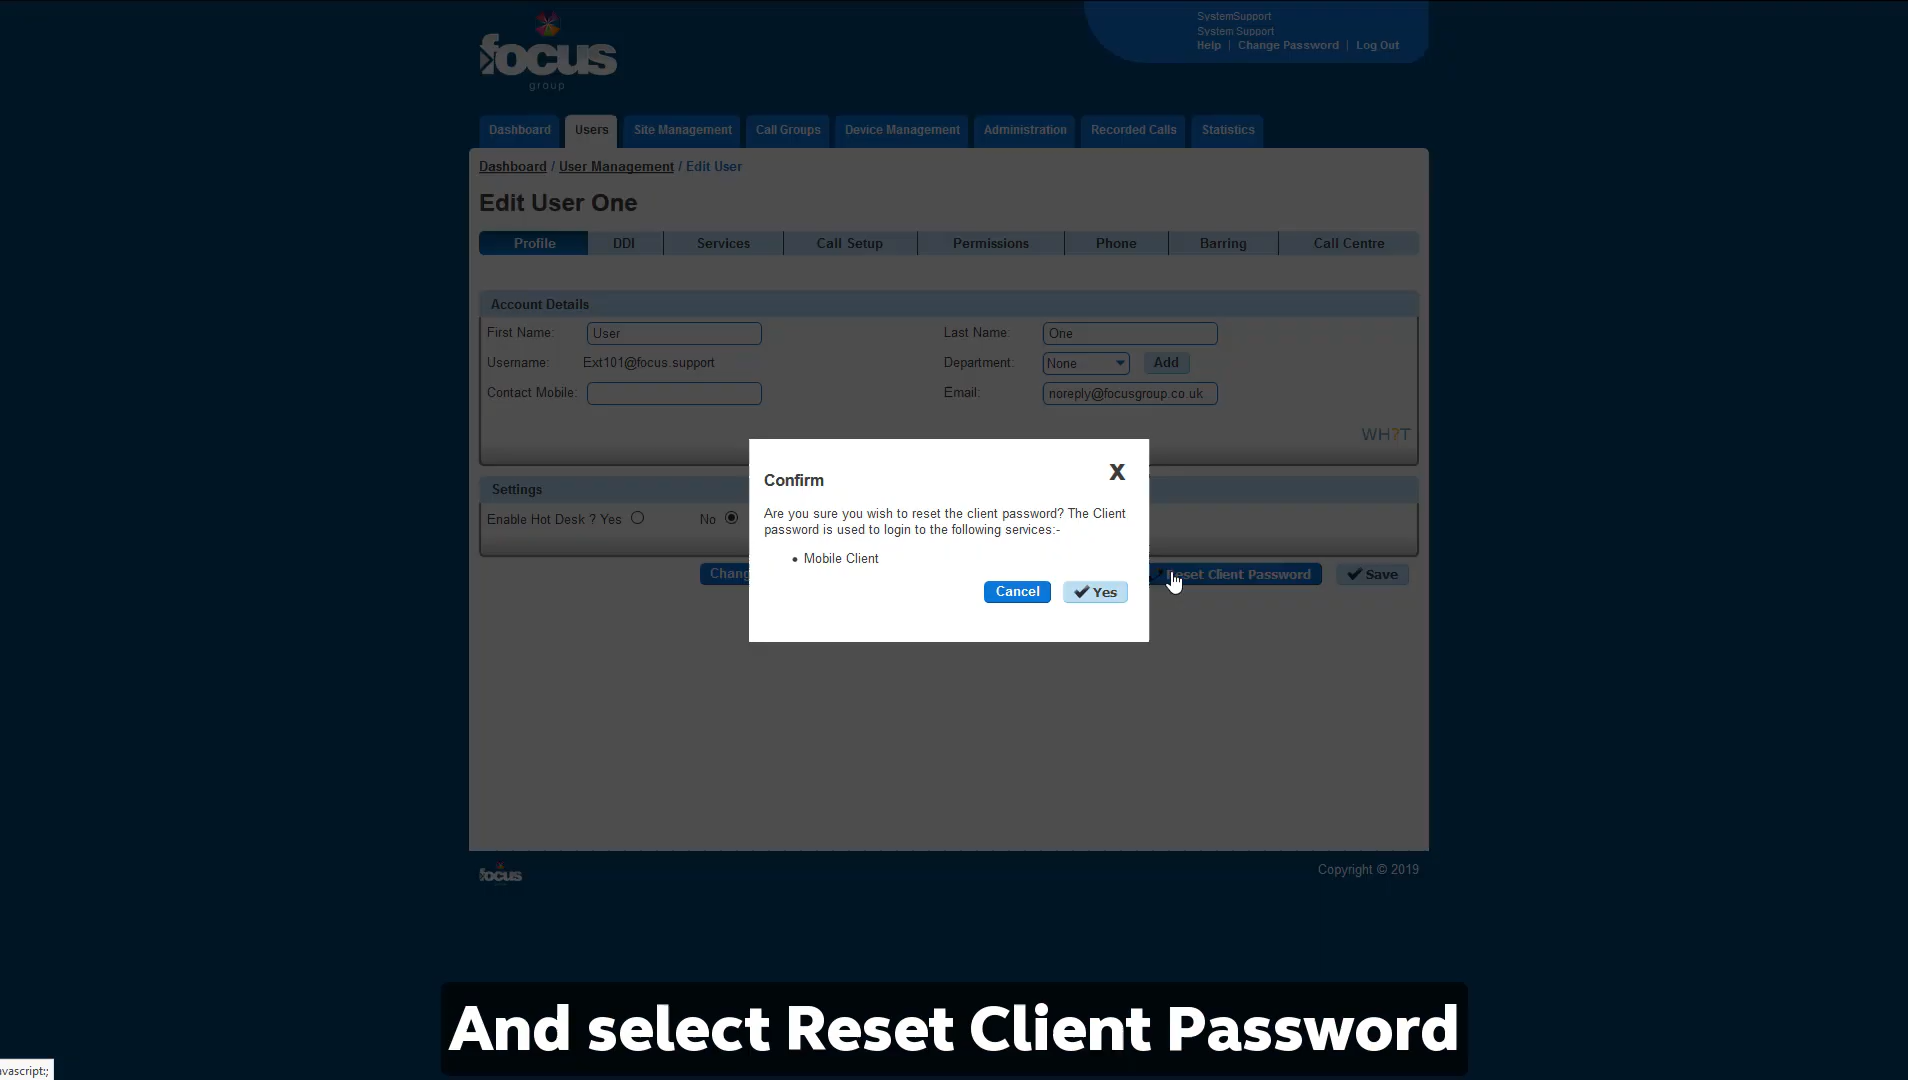 SystemSupport
System Support
Help | Change Password | Log Out
focus
group
Dashboard Users Site Management Call Groups Device Management Administration Recorded Calls Statistics
Dashboard / User Management / Edit User
Edit User One
Profile DDI Services Call Setup Permissions Phone Barring Call Centre
Account Details
First Name: User Last Name: One
Username: Ext101@focus.support Department: None Add
Contact Mobile: Email: noreply@focusgroup.co.uk
WH?T
Confirm X
Settings
Are you sure you wish to reset the client password? The Client
Enable Hot Desk ? Yes No
password is used to login to the following services:-
• Mobile Client
Chang
Reset Client Password Save
Cancel Yes
focus
Copyright © 2019
And select Reset Client Password
avascript:;